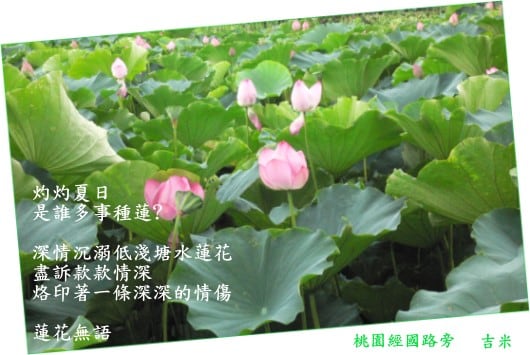 灼灼夏日
是誰多事種蓮?
深情沉溺低淺塘水蓮花
盡訴款款情深
烙印著一條深深的情傷
蓮花無語
桃園經國路旁 吉米